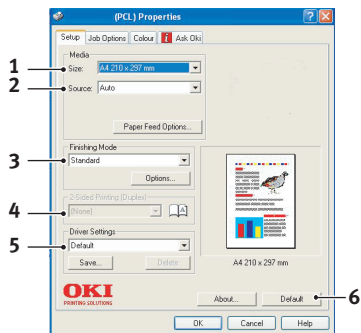 (PCL) Properties
Setup Job Options Colour Ask Oki
Media
1 Size: A4 210 x 297 mm
2 Source: Auto
Paper Feed Options...
Finishing Mode
3 Standard
Options...
2-Sided Printing (Duplex)
4 (None) A
Driver Settings
5 Default
Save... Delete
A4 210 x 297 mm
OKI
PRINTING SOLUTIONS
About... Default 6
OK Cancel Help